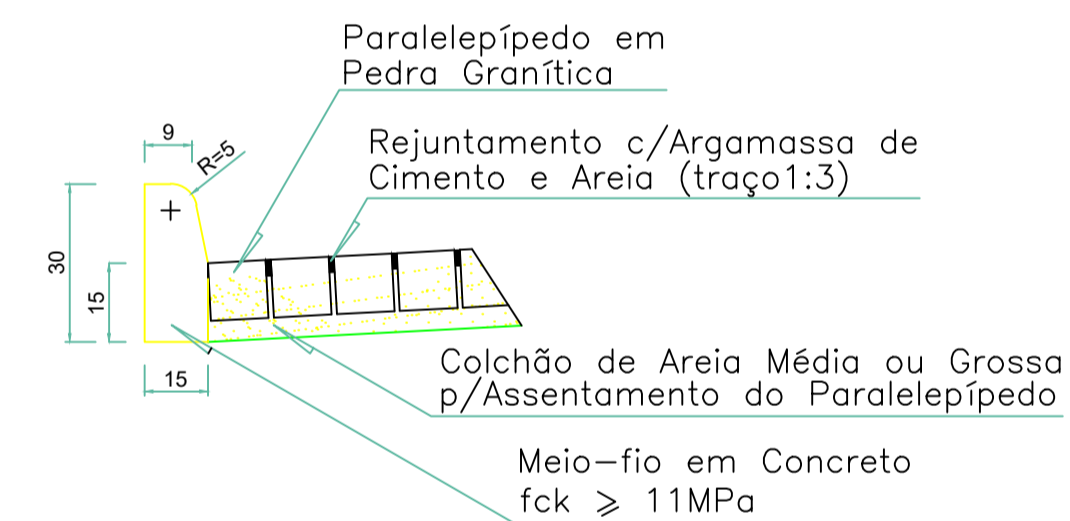 Paralelepípedo em
Pedra Granítica
9
R=5
Rejuntamento c/Argamassa de
Cimento e Areia (traço1:3)
30
15
15
Colchão de Areia Média ou Grossa
p/Assentamento do Paralelepípedo
Meio-fio em Concreto
fck ⩾ 11MPa